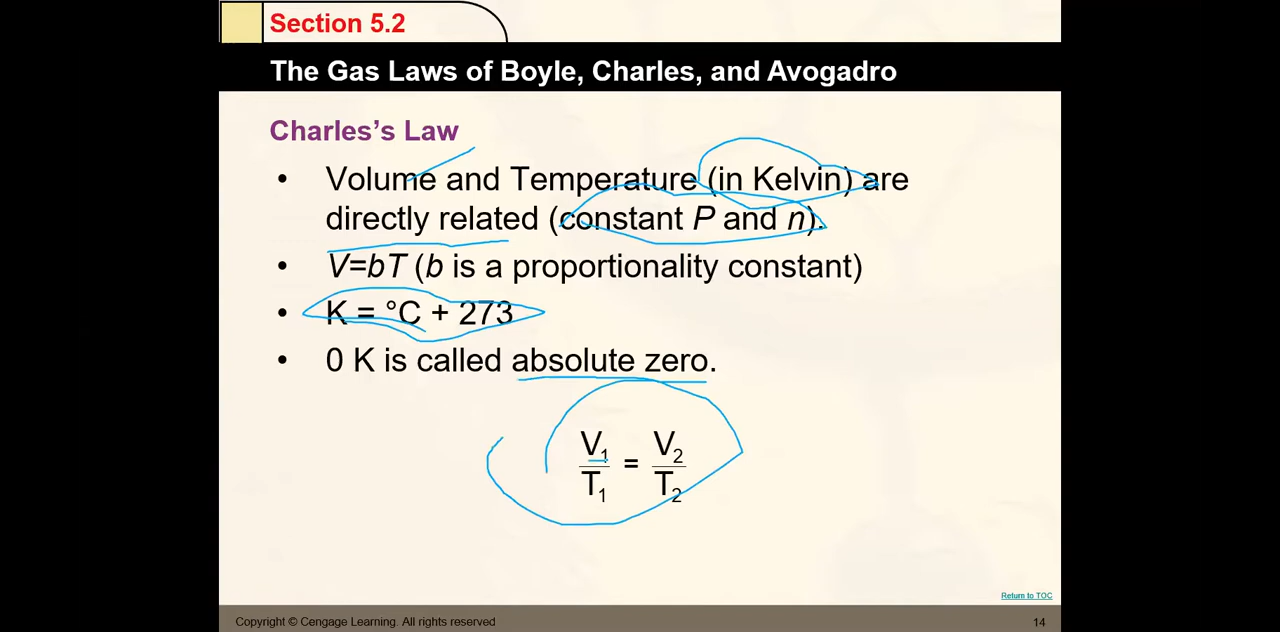 Section 5.2
The Gas Laws of Boyle, Charles, and Avogadro
Charles’s Law
• Volume and Temperature (in Kelvin) are
directly related (constant P and n).
• V=bT (b is a proportionality constant)
• K = °C + 273
• 0 K is called absolute zero.
V₁ = V₂
T₁ T₂
Return to TOC
Copyright © Cengage Learning. All rights reserved 14